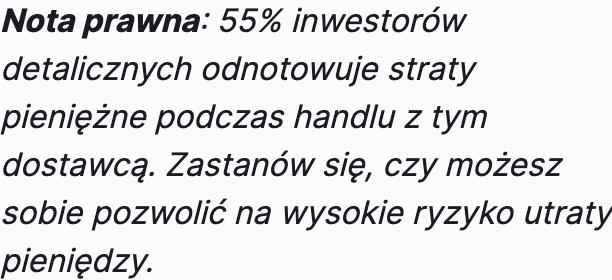 Nota prawna: 55% inwestorów
detalicznych odnotowuje straty
pieniężne podczas handlu z tym
dostawcą. Zastanów się, czy możesz
sobie pozwolić na wysokie ryzyko utraty
pieniędzy.